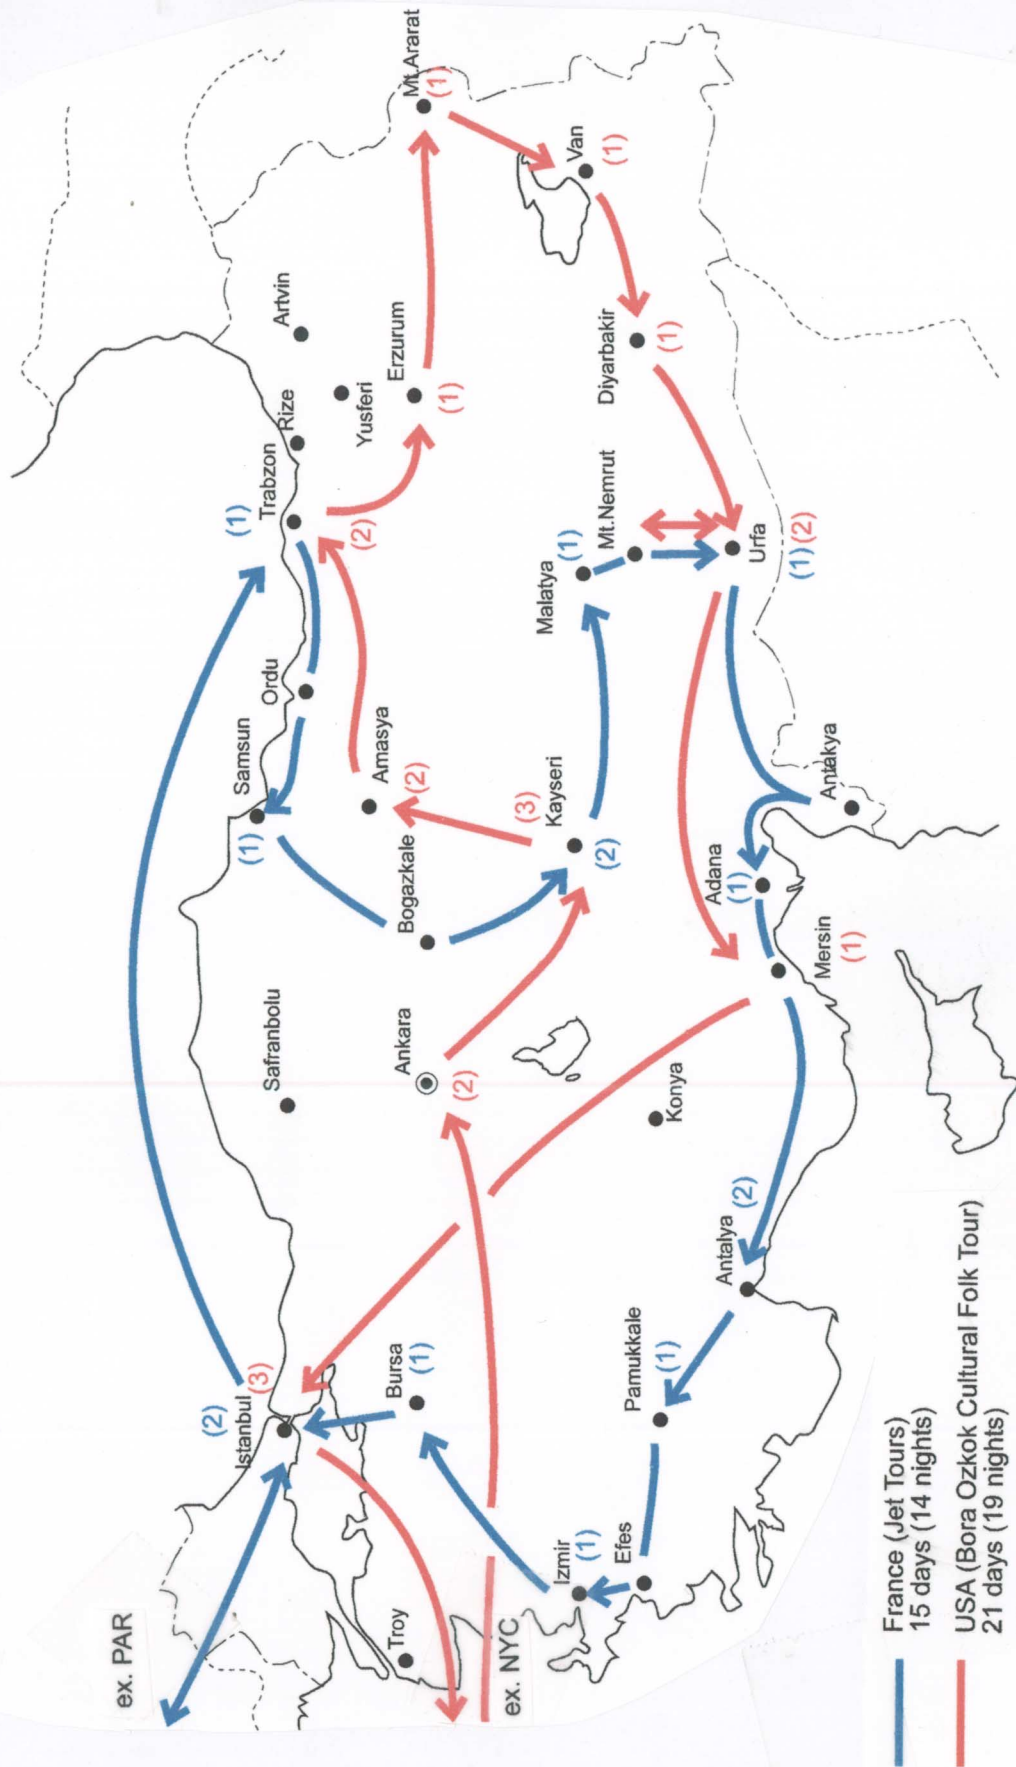 ex. PAR
(2)
Istanbul
(3)
Safranbolu
(1)
Samsun
Ordu
(1)
Trabzon
Rize
Artvin
Yusferi
(2)
Troy
Bursa
(1)
Ankara
(2)
Bogazkale
Amasya
(2)
Erzurum
(1)
Mt.Ararat
(1)
ex. NYC
Izmir
(1)
Efes
(3)
Kayseri
(2)
Malatya
(1)
Mt.Nemrut
Diyarbakir
(1)
Van
(1)
Pamukkale
(1)
Konya
Antalya
(2)
Mersin
(1)
Adana
(1)
Antakya
Urfa
(1) (2)
France (Jet Tours)
15 days (14 nights)
USA (Bora Ozkok Cultural Folk Tour)
21 days (19 nights)